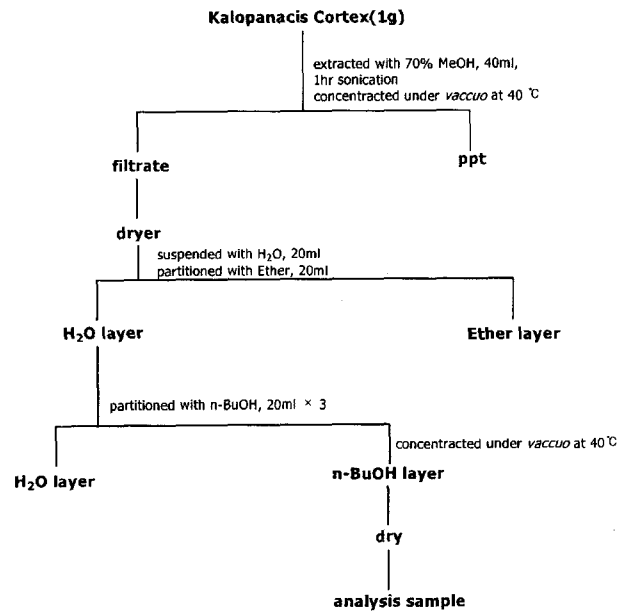 Kalopanacis Cortex(1g)
extracted with 70% MeOH, 40ml,
1hr sonication
concentracted under vaccuo at 40 ℃
filtrate
ppt
dryer
suspended with H₂O, 20ml
partitioned with Ether, 20ml
H₂O layer
Ether layer
partitioned with n-BuOH, 20ml × 3
concentracted under vaccuo at 40℃
H₂O layer
n-BuOH layer
dry
analysis sample